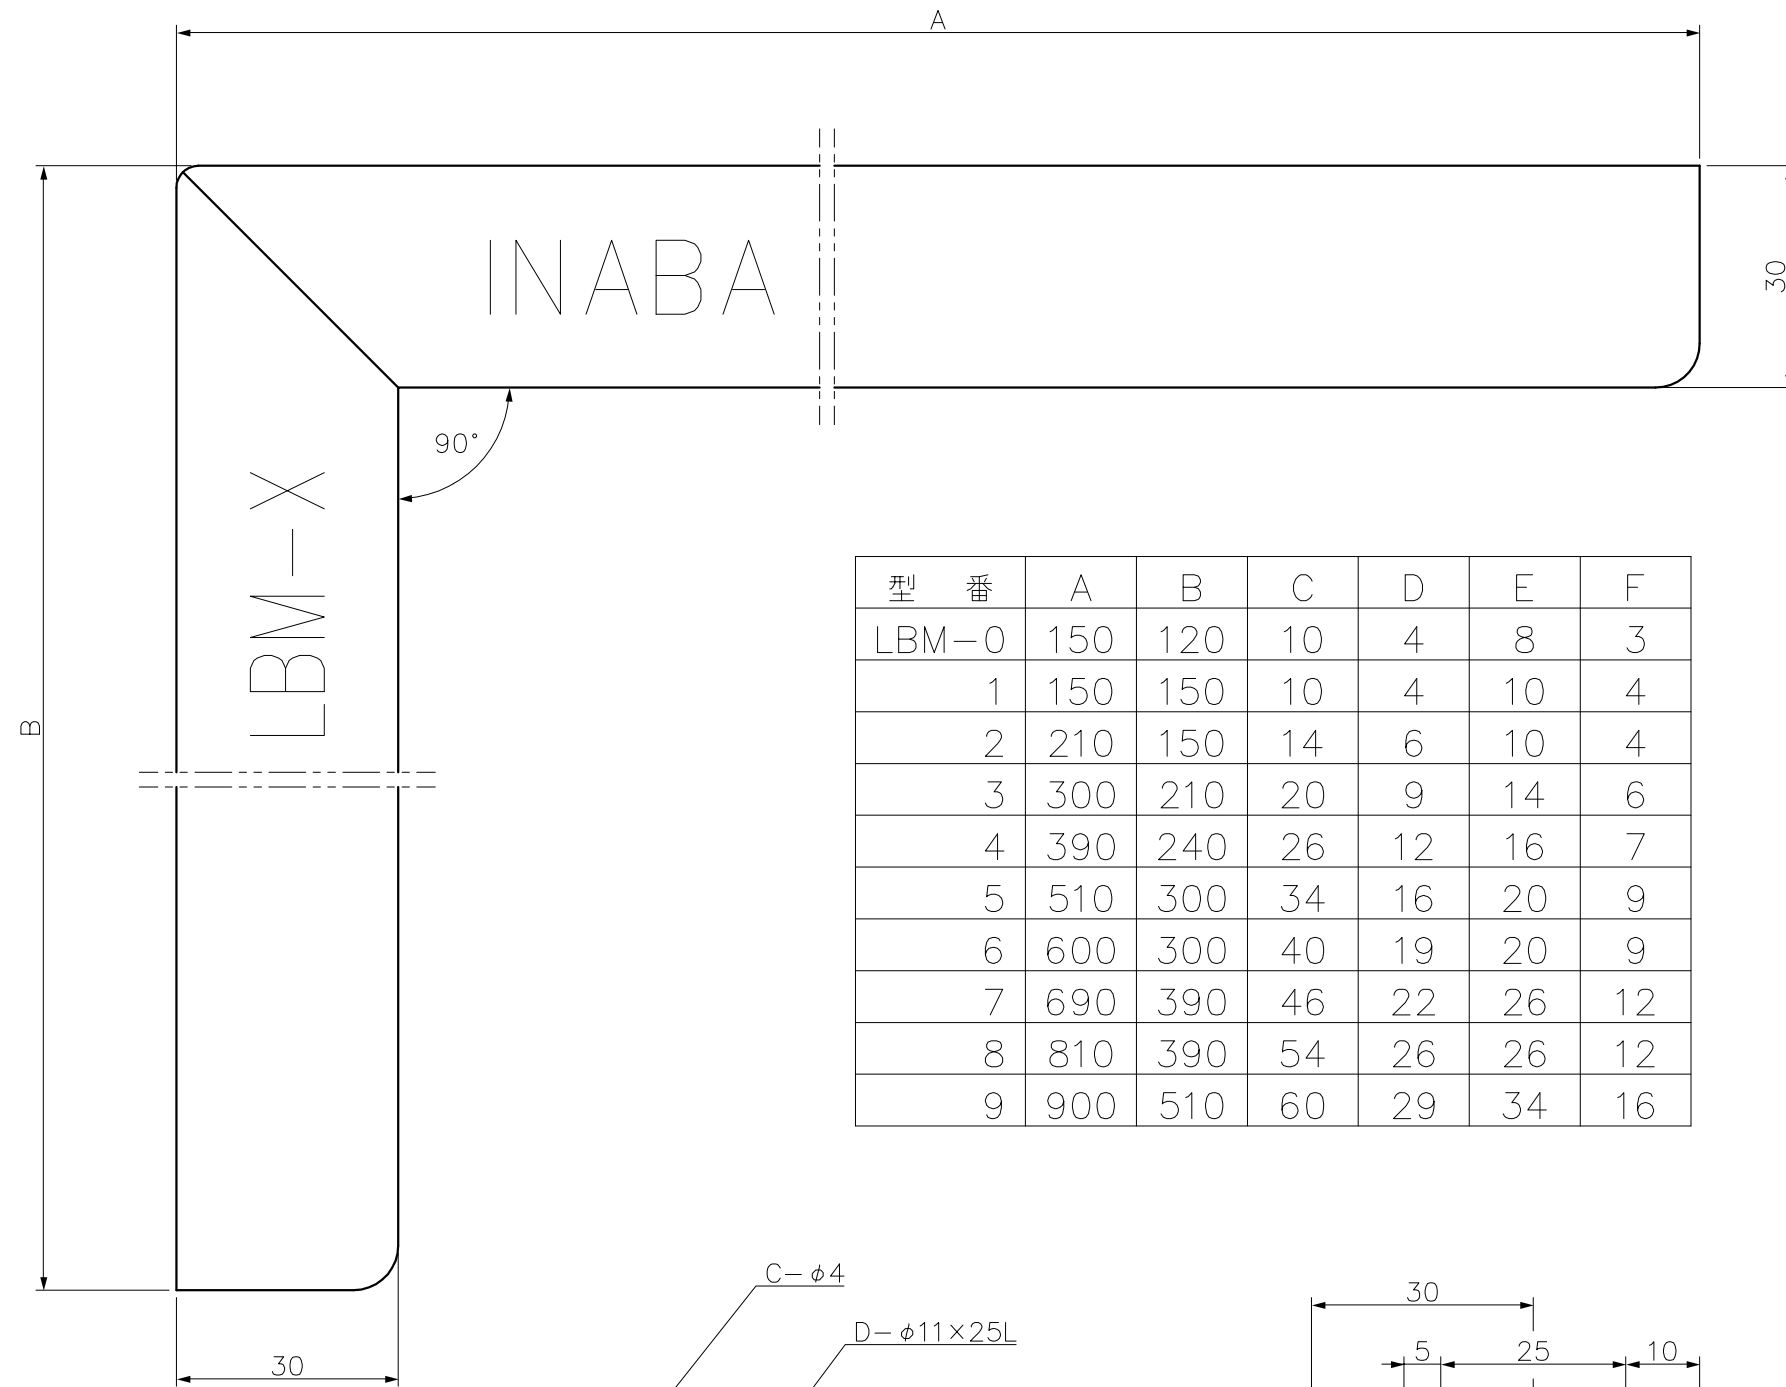 A
INABA
30
90°
LBM-X
B
型 番 A B C D E F
LBM-0 150 120 10 4 8 3
1 150 150 10 4 10 4
2 210 150 14 6 10 4
3 300 210 20 9 14 6
4 390 240 26 12 16 7
5 510 300 34 16 20 9
6 600 300 40 19 20 9
7 690 390 46 22 26 12
8 810 390 54 26 26 12
9 900 510 60 29 34 16
C-φ4
30
D-φ11×25L
30
5 25 10